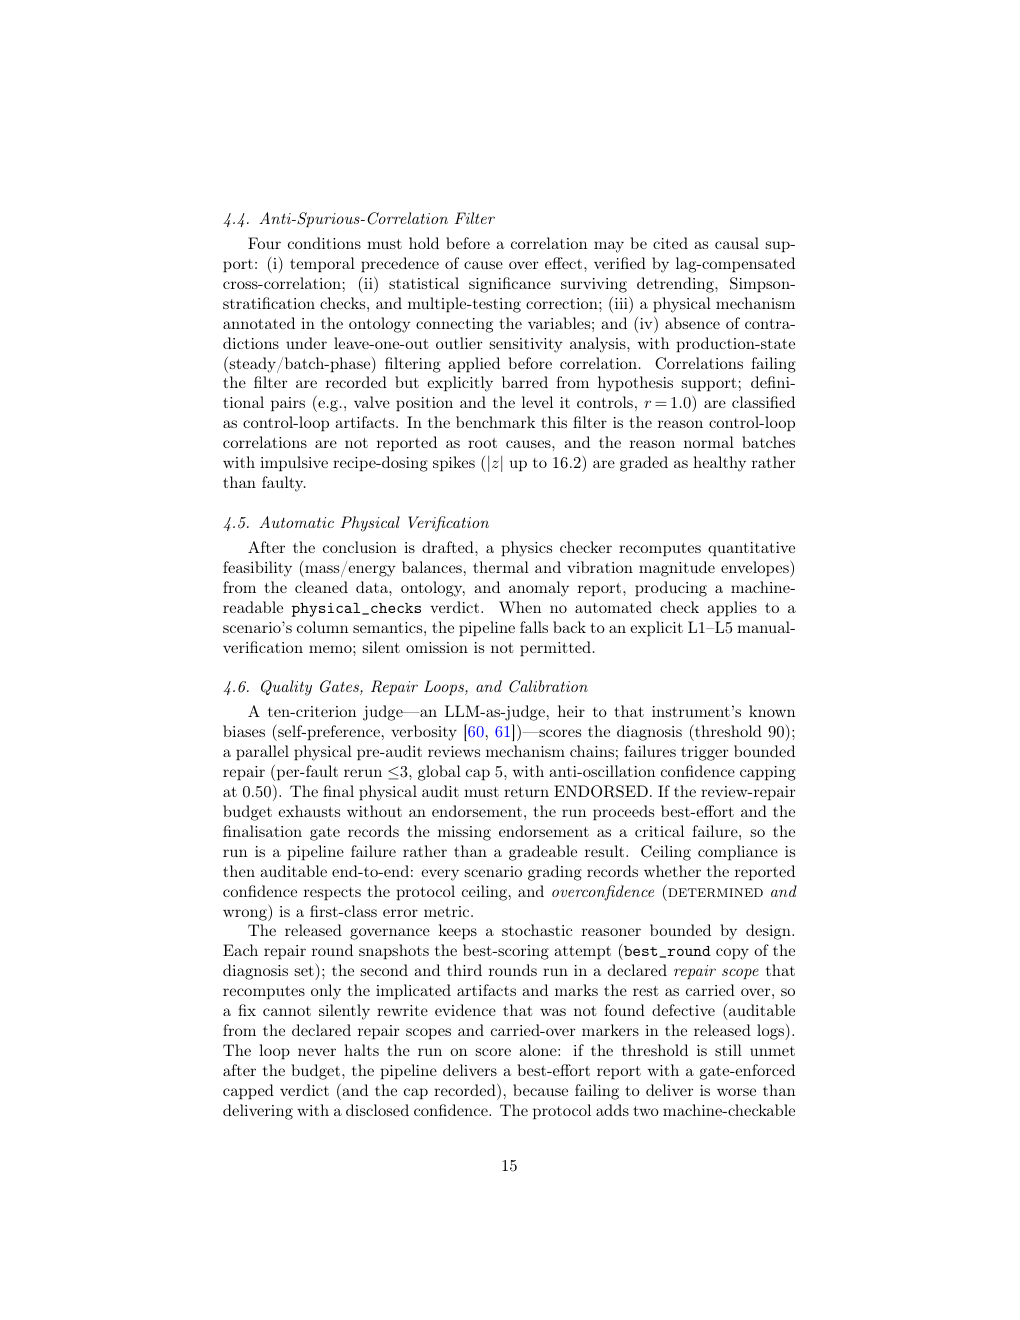 4.4. Anti-Spurious-Correlation Filter
Four conditions must hold before a correlation may be cited as causal sup-
port: (i) temporal precedence of cause over effect, verified by lag-compensated
cross-correlation; (ii) statistical significance surviving detrending, Simpson-
stratification checks, and multiple-testing correction; (iii) a physical mechanism
annotated in the ontology connecting the variables; and (iv) absence of contra-
dictions under leave-one-out outlier sensitivity analysis, with production-state
(steady/batch-phase) filtering applied before correlation. Correlations failing
the filter are recorded but explicitly barred from hypothesis support; defini-
tional pairs (e.g., valve position and the level it controls, r = 1.0) are classified
as control-loop artifacts. In the benchmark this filter is the reason control-loop
correlations are not reported as root causes, and the reason normal batches
with impulsive recipe-dosing spikes (|z| up to 16.2) are graded as healthy rather
than faulty.
4.5. Automatic Physical Verification
After the conclusion is drafted, a physics checker recomputes quantitative
feasibility (mass/energy balances, thermal and vibration magnitude envelopes)
from the cleaned data, ontology, and anomaly report, producing a machine-
readable physical_checks verdict. When no automated check applies to a
scenario's column semantics, the pipeline falls back to an explicit L1–L5 manual-
verification memo; silent omission is not permitted.
4.6. Quality Gates, Repair Loops, and Calibration
A ten-criterion judge—an LLM-as-judge, heir to that instrument's known
biases (self-preference, verbosity [60, 61])—scores the diagnosis (threshold 90);
a parallel physical pre-audit reviews mechanism chains; failures trigger bounded
repair (per-fault rerun ≤3, global cap 5, with anti-oscillation confidence capping
at 0.50). The final physical audit must return ENDORSED. If the review-repair
budget exhausts without an endorsement, the run proceeds best-effort and the
finalisation gate records the missing endorsement as a critical failure, so the
run is a pipeline failure rather than a gradeable result. Ceiling compliance is
then auditable end-to-end: every scenario grading records whether the reported
confidence respects the protocol ceiling, and overconfidence (DETERMINED and
wrong) is a first-class error metric.
The released governance keeps a stochastic reasoner bounded by design.
Each repair round snapshots the best-scoring attempt (best_round copy of the
diagnosis set); the second and third rounds run in a declared repair scope that
recomputes only the implicated artifacts and marks the rest as carried over, so
a fix cannot silently rewrite evidence that was not found defective (auditable
from the declared repair scopes and carried-over markers in the released logs).
The loop never halts the run on score alone: if the threshold is still unmet
after the budget, the pipeline delivers a best-effort report with a gate-enforced
capped verdict (and the cap recorded), because failing to deliver is worse than
delivering with a disclosed confidence. The protocol adds two machine-checkable
15